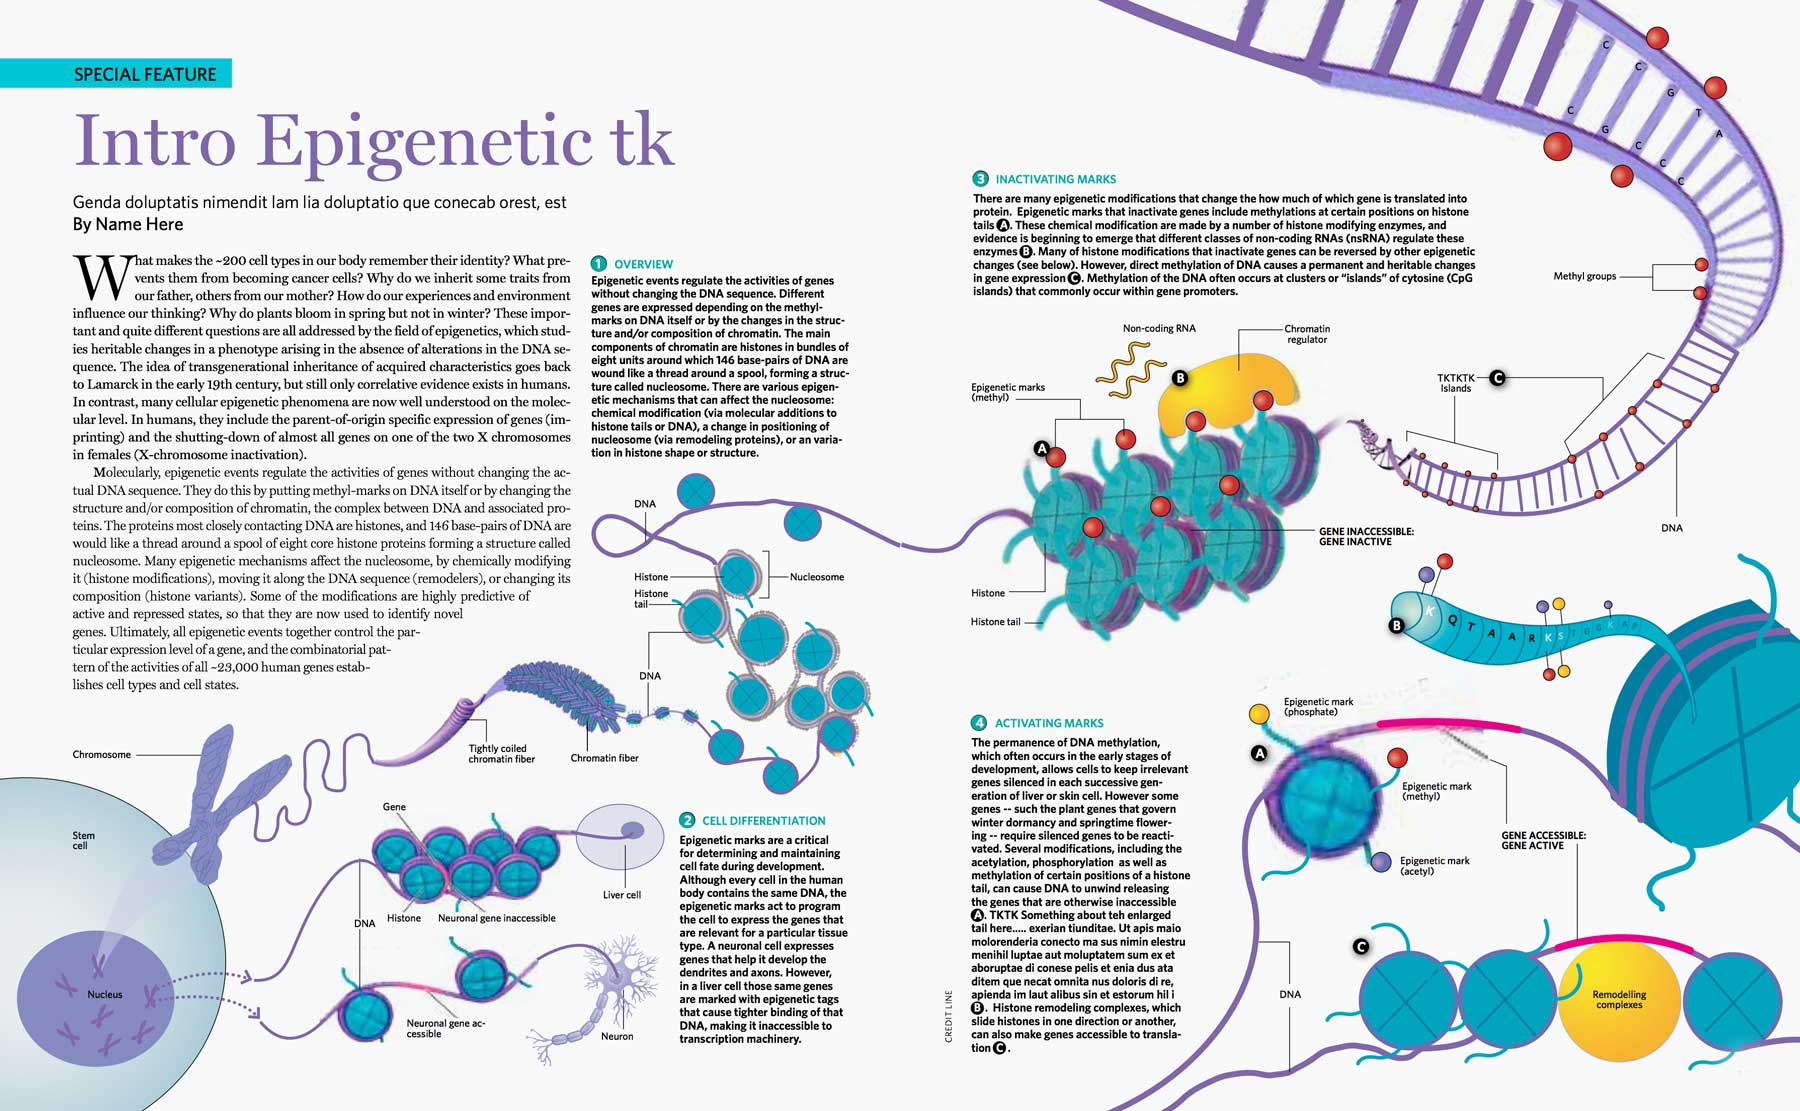 SPECIAL FEATURE
Intro Epigenetic tk
Genda doluptatis nimendit lam lia doluptatio que conecab orest, est
By Name Here
What makes the ~200 cell types in our body remember their identity? What pre-
vents them from becoming cancer cells? Why do we inherit some traits from
our father, others from our mother? How do our experiences and environment
influence our thinking? Why do plants bloom in spring but not in winter? These impor-
tant and quite different questions are all addressed by the field of epigenetics, which stud-
ies heritable changes in a phenotype arising in the absence of alterations in the DNA se-
quence. The idea of transgenerational inheritance of acquired characteristics goes back
to Lamarck in the early 19th century, but still only correlative evidence exists in humans.
In contrast, many cellular epigenetic phenomena are now well understood on the molec-
ular level. In humans, they include the parent-of-origin specific expression of genes (im-
printing) and the shutting-down of almost all genes on one of the two X chromosomes
in females (X-chromosome inactivation).
Molecularly, epigenetic events regulate the activities of genes without changing the ac-
tual DNA sequence. They do this by putting methyl-marks on DNA itself or by changing the
structure and/or composition of chromatin, the complex between DNA and associated pro-
teins. The proteins most closely contacting DNA are histones, and 146 base-pairs of DNA are
would like a thread around a spool of eight core histone proteins forming a structure called
nucleosome. Many epigenetic mechanisms affect the nucleosome, by chemically modifying
it (histone modifications), moving it along the DNA sequence (remodelers), or changing its
composition (histone variants). Some of the modifications are highly predictive of
active and repressed states, so that they are now used to identify novel
genes. Ultimately, all epigenetic events together control the par-
ticular expression level of a gene, and the combinatorial pat-
tern of the activities of all ~23,000 human genes estab-
lishes cell types and cell states.
1 OVERVIEW
Epigenetic events regulate the activities of genes
without changing the DNA sequence. Different
genes are expressed depending on the methyl-
marks on DNA itself or by the changes in the struc-
ture and/or composition of chromatin. The main
components of chromatin are histones in bundles of
eight units around which 146 base-pairs of DNA are
wound like a thread around a spool, forming a struc-
ture called nucleosome. There are various epigen-
etic mechanisms that can affect the nucleosome:
chemical modification (via molecular additions to
histone tails or DNA), a change in positioning of
nucleosome (via remodeling proteins), or an varia-
tion in histone shape or structure.
DNA
Histone
Histone
tail
Nucleosome
DNA
Chromosome
Tightly coiled
chromatin fiber
Chromatin fiber
Stem
cell
Nucleus
Gene
Liver cell
DNA
Histone
Neuronal gene inaccessible
Neuronal gene ac-
cessible
Neuron
2 CELL DIFFERENTIATION
Epigenetic marks are a critical
for determining and maintaining
cell fate during development.
Although every cell in the human
body contains the same DNA, the
epigenetic marks act to program
the cell to express the genes that
are relevant for a particular tissue
type. A neuronal cell expresses
genes that help it develop the
dendrites and axons. However,
in a liver cell those same genes
are marked with epigenetic tags
that cause tighter binding of that
DNA, making it inaccessible to
transcription machinery.
CREDIT LINE
3 INACTIVATING MARKS
There are many epigenetic modifications that change the how much of which gene is translated into
protein. Epigenetic marks that inactivate genes include methylations at certain positions on histone
tails A. These chemical modification are made by a number of histone modifying enzymes, and
evidence is beginning to emerge that different classes of non-coding RNAs (nsRNA) regulate these
enzymes B. Many of histone modifications that inactivate genes can be reversed by other epigenetic
changes (see below). However, direct methylation of DNA causes a permanent and heritable changes
in gene expression C. Methylation of the DNA often occurs at clusters or “islands” of cytosine (CpG
islands) that commonly occur within gene promoters.
C
C
G
T
A
C
G
C
C
C
Methyl groups
Non-coding RNA
Chromatin
regulator
Epigenetic marks
(methyl)
B
A
TKTKTK C
Islands
GENE INACCESSIBLE:
GENE INACTIVE
DNA
Histone
Histone tail
B
K Q T A A R K S T G G K A P
4 ACTIVATING MARKS
The permanence of DNA methylation,
which often occurs in the early stages of
development, allows cells to keep irrelevant
genes silenced in each successive gen-
eration of liver or skin cell. However some
genes -- such the plant genes that govern
winter dormancy and springtime flower-
ing -- require silenced genes to be reacti-
vated. Several modifications, including the
acetylation, phosphorylation as well as
methylation of certain positions of a histone
tail, can cause DNA to unwind releasing
the genes that are otherwise inaccessible
A. TKTK Something about teh enlarged
tail here..... exerian tiunditae. Ut apis maio
molorenderia conecto ma sus nimin elestru
menihil luptae aut moluptatem sum ex et
aboruptae di conese pelis et enia dus ata
ditem que necat omnita nus doloris di re,
apienda im laut alibus sin et estorum hil i
B. Histone remodeling complexes, which
slide histones in one direction or another,
can also make genes accessible to transla-
tion C.
Epigenetic mark
(phosphate)
A
Epigenetic mark
(methyl)
Epigenetic mark
(acetyl)
GENE ACCESSIBLE:
GENE ACTIVE
C
DNA
Remodelling
complexes